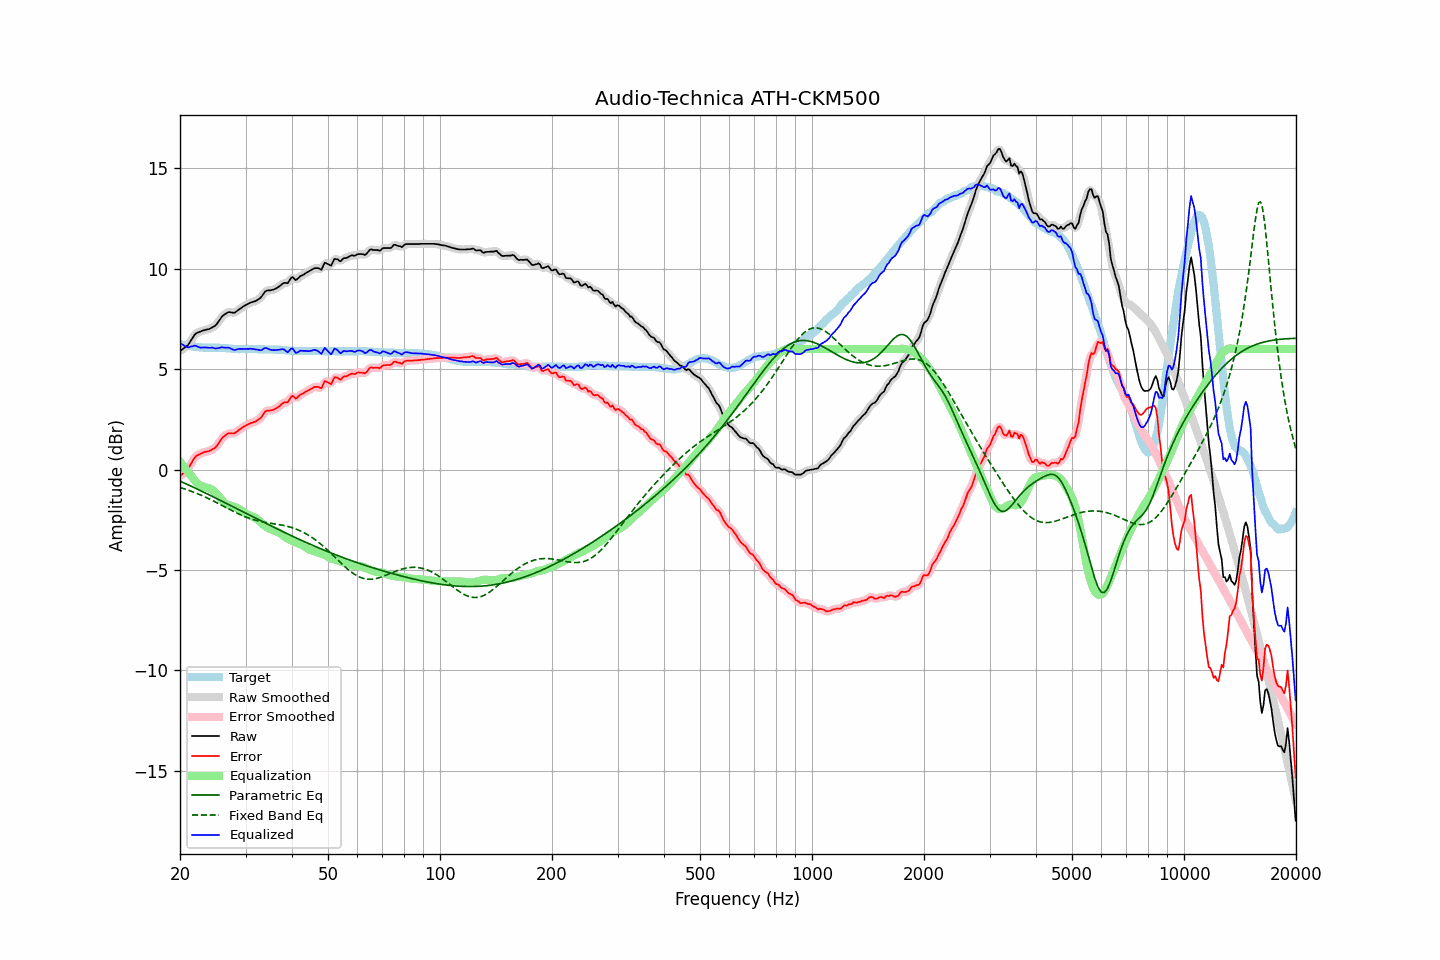 Audio-Technica ATH-CKM500
Amplitude (dBr)
15
10
5
0
−5
−10
−15
Target
Raw Smoothed
Error Smoothed
Raw
Error
Equalization
Parametric Eq
Fixed Band Eq
Equalized
20 50 100 200 500 1000 2000 5000 10000 20000
Frequency (Hz)